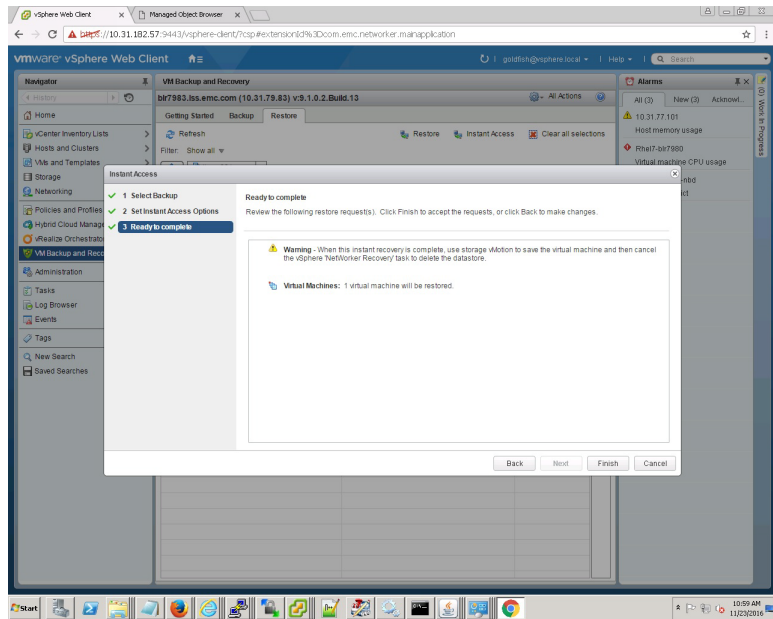 vSphere Web Client
Managed Object Browser
https://10.31.182.57:9443/vsphere-client/?csp#extensionId%3Dcom.emc.networker.mainapplication
vmware® vSphere Web Client
goldfish@vsphere.local
Help
Search
Navigator
History
Home
vCenter Inventory Lists
Hosts and Clusters
VMs and Templates
Storage
Networking
Policies and Profiles
Hybrid Cloud Manag
vRealize Orchestrato
VM Backup and Reco
Administration
Tasks
Log Browser
Events
Tags
New Search
Saved Searches
VM Backup and Recovery
blr7983.lss.emc.com (10.31.79.83) v:9.1.0.2.Build.13
All Actions
Getting Started
Backup
Restore
Refresh
Restore
Instant Access
Clear all selections
Filter: Show all
Alarms
All (3)
New (3)
Acknowl...
10.31.77.101
Host memory usage
Rhel7-blr7980
Virtual machine CPU usage
-nbd
(0) Work In Progress
Instant Access
1 Select Backup
2 Set Instant Access Options
3 Ready to complete
Ready to complete
Review the following restore request(s). Click Finish to accept the requests, or click Back to make changes.
Warning - When this instant recovery is complete, use storage vMotion to save the virtual machine and then cancel
the vSphere 'NetWorker Recovery' task to delete the datastore.
Virtual Machines: 1 virtual machine will be restored.
Back
Next
Finish
Cancel
Start
10:59 AM
11/23/2016